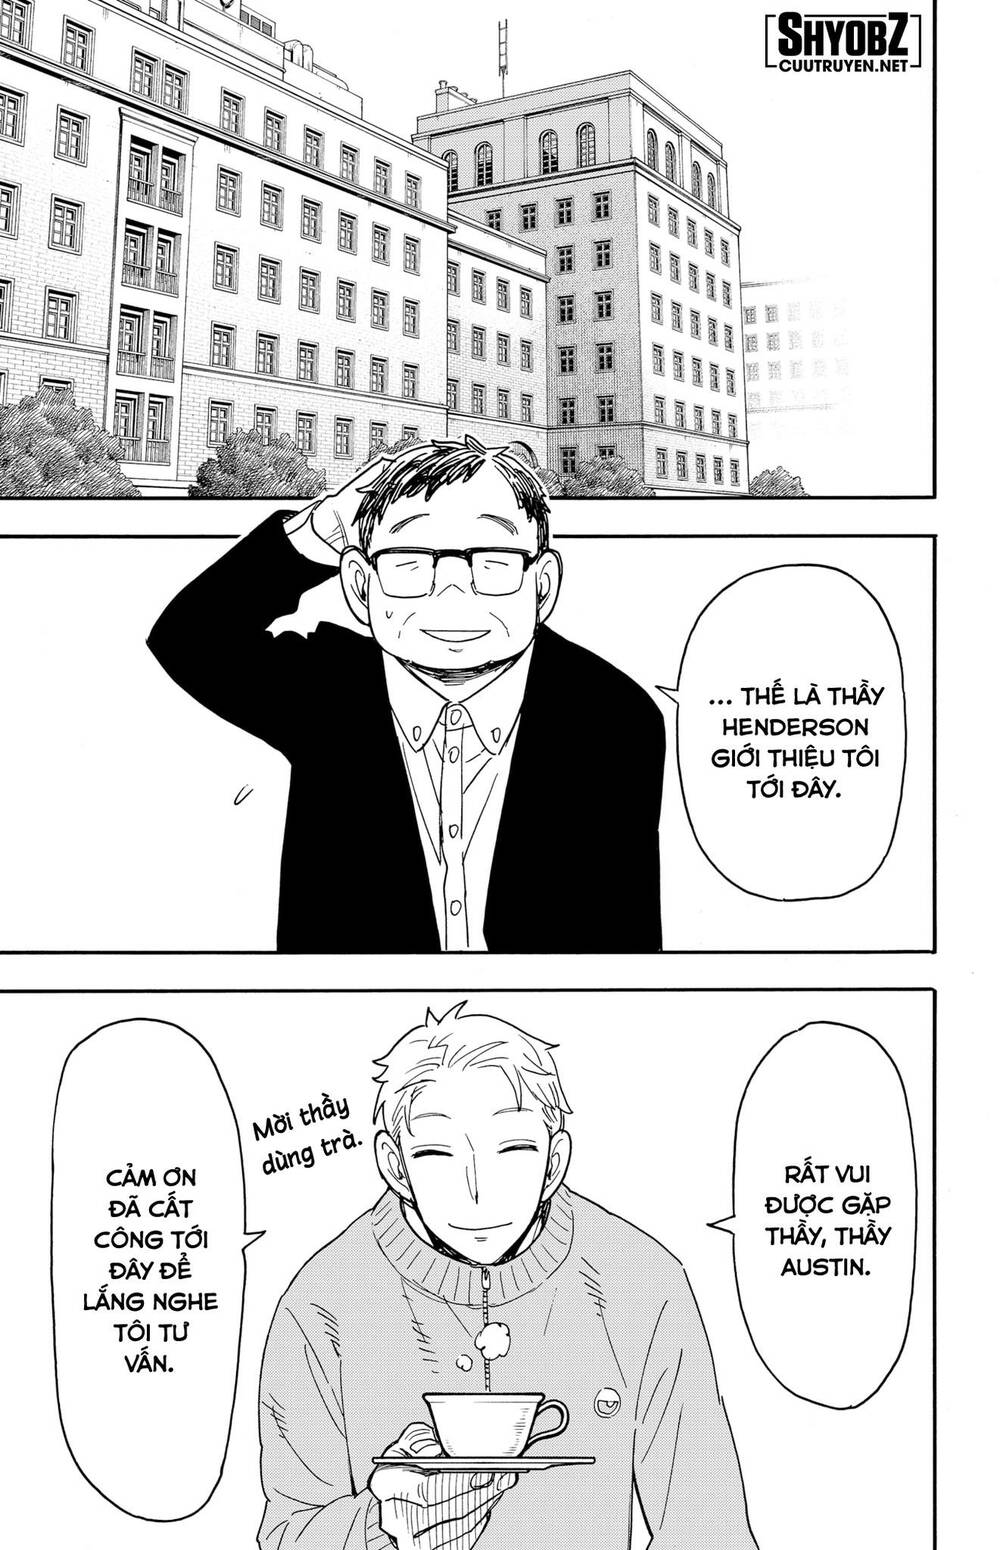 SHYOBZ
CUUTRUYEN.NET
... THẾ LÀ THẦY
HENDERSON
GIỚI THIỆU TÔI
TỚI ĐÂY.
RẤT VUI
ĐƯỢC GẶP
THẦY, THẦY
AUSTIN.
Mời thầy
dùng trà.
CẢM ƠN
ĐÃ CẤT
CÔNG TỚI
ĐÂY ĐỂ
LẮNG NGHE
TÔI TƯ
VẤN.